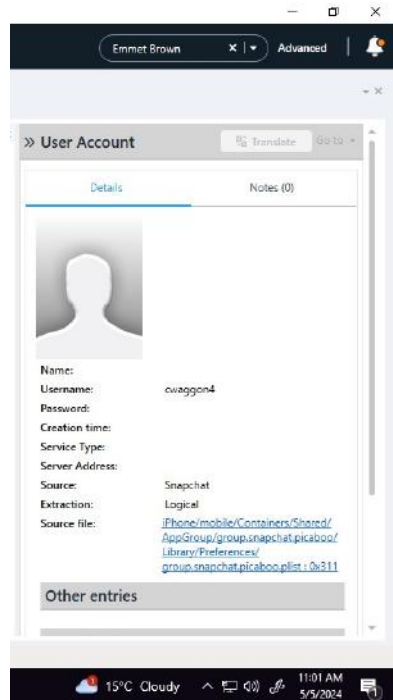 Emmet Brown x | Advanced |
» User Account Translate Go to
Details Notes (0)
Name:
Username: cwaggon4
Password:
Creation time:
Service Type:
Server Address:
Source: Snapchat
Extraction: Logical
Source file: iPhone/mobile/Containers/Shared/
AppGroup/group.snapchat.picaboo/
Library/Preferences/
group.snapchat.picaboo.plist : 0x311
Other entries
15°C Cloudy 11:01 AM
5/5/2024
1